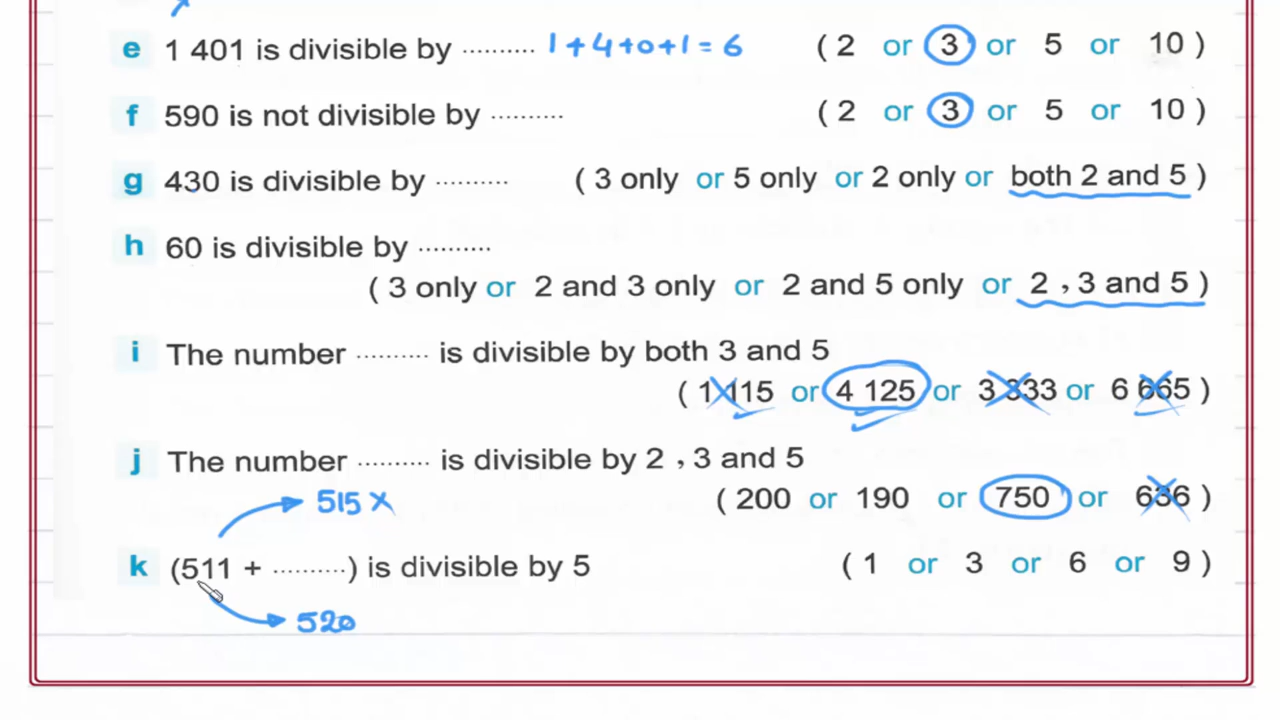 e 1 401 is divisible by .......... 1+4+0+1=6 ( 2 or 3 or 5 or 10 )
f 590 is not divisible by .......... ( 2 or 3 or 5 or 10 )
g 430 is divisible by .......... ( 3 only or 5 only or 2 only or both 2 and 5 )
h 60 is divisible by ..........
( 3 only or 2 and 3 only or 2 and 5 only or 2 , 3 and 5 )
i The number .......... is divisible by both 3 and 5
( 1 115 or 4 125 or 3 333 or 6 665 )
j The number .......... is divisible by 2 , 3 and 5
( 200 or 190 or 750 or 636 )
515 X
k (511 + ..........) is divisible by 5 ( 1 or 3 or 6 or 9 )
520